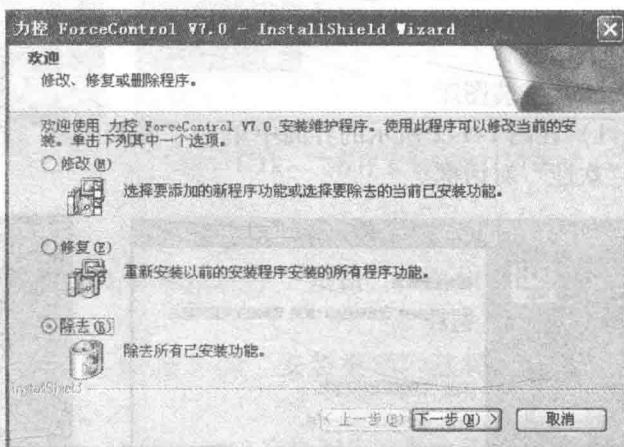 力控 ForceControl V7.0 - InstallShield Wizard
欢迎
修改、修复或删除程序。
欢迎使用 力控 ForceControl V7.0 安装维护程序。使用此程序可以修改当前的安
装。单击下列其中一个选项。
修改(M)
选择要添加的新程序功能或选择要除去的当前已安装功能。
修复(E)
重新安装以前的安装程序安装的所有程序功能。
除去(R)
除去所有已安装功能。
InstallShield
< 上一步(B) 下一步(N) > 取消